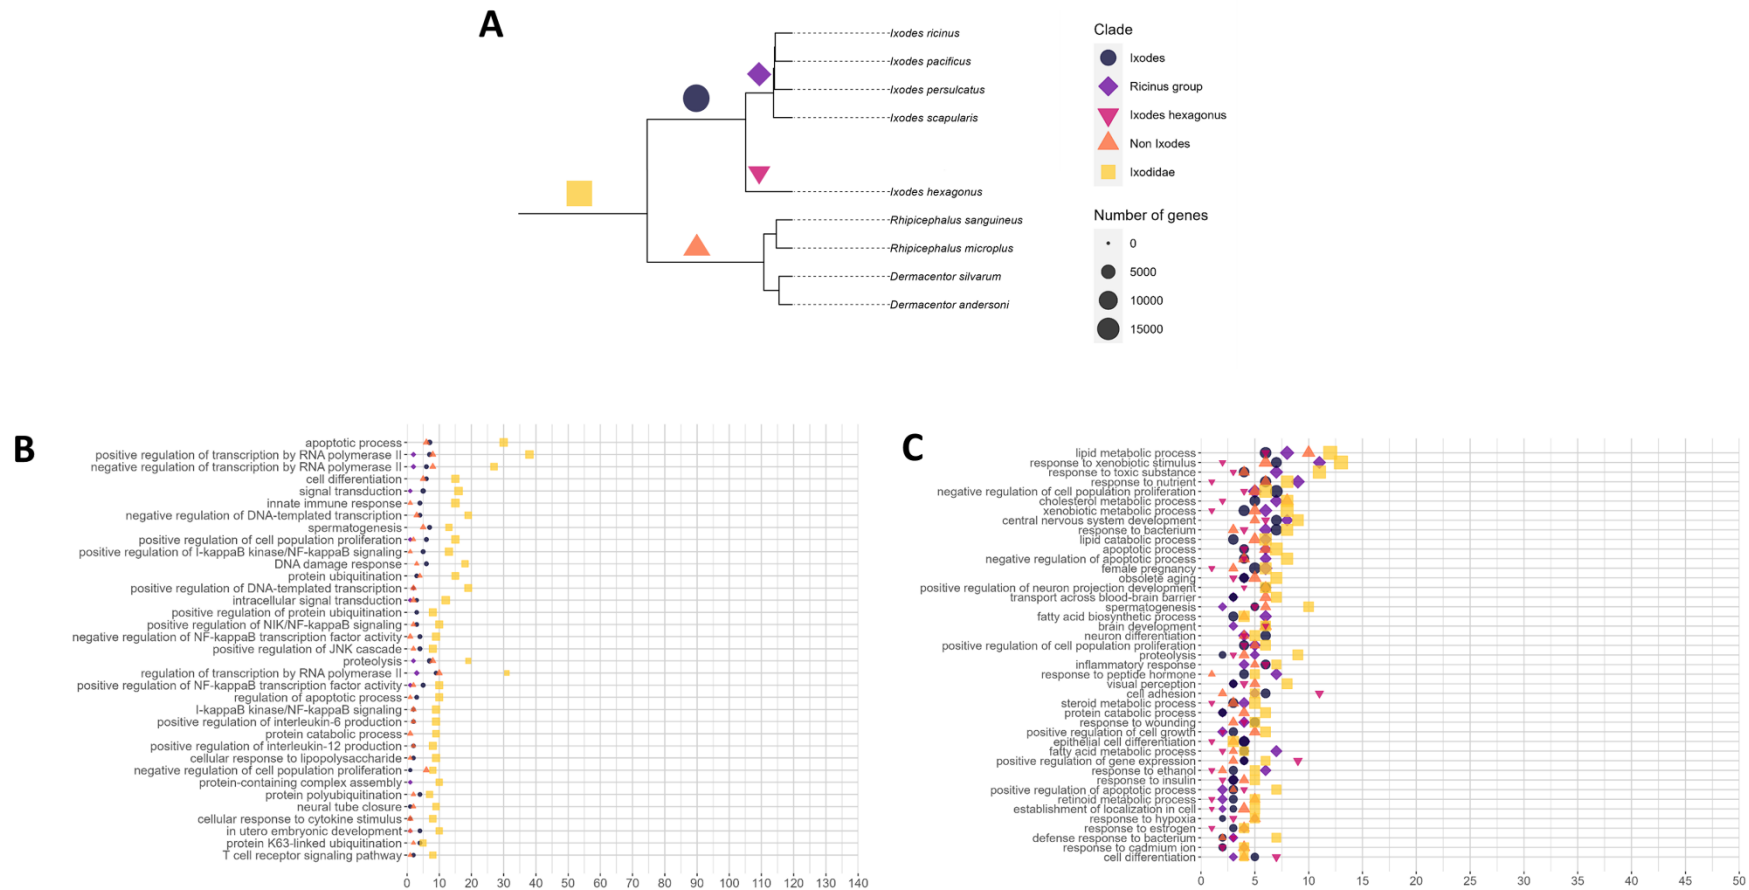 A
Ixodes ricinus
Ixodes pacificus
Ixodes persulcatus
Ixodes scapularis
Ixodes hexagonus
Rhipicephalus sanguineus
Rhipicephalus microplus
Dermacentor silvarum
Dermacentor andersoni
Clade
Ixodes
Ricinus group
Ixodes hexagonus
Non Ixodes
Ixodidae
Number of genes
0
5000
10000
15000
B
apoptotic process
positive regulation of transcription by RNA polymerase II
negative regulation of transcription by RNA polymerase II
cell differentiation
signal transduction
innate immune response
negative regulation of DNA-templated transcription
spermatogenesis
positive regulation of cell population proliferation
positive regulation of I-kappaB kinase/NF-kappaB signaling
DNA damage response
protein ubiquitination
positive regulation of DNA-templated transcription
intracellular signal transduction
positive regulation of protein ubiquitination
positive regulation of NIK/NF-kappaB signaling
negative regulation of NF-kappaB transcription factor activity
positive regulation of JNK cascade
proteolysis
regulation of transcription by RNA polymerase II
positive regulation of NF-kappaB transcription factor activity
regulation of apoptotic process
I-kappaB kinase/NF-kappaB signaling
positive regulation of interleukin-6 production
protein catabolic process
positive regulation of interleukin-12 production
cellular response to lipopolysaccharide
negative regulation of cell population proliferation
protein-containing complex assembly
protein polyubiquitination
neural tube closure
cellular response to cytokine stimulus
in utero embryonic development
protein K63-linked ubiquitination
T cell receptor signaling pathway
0 10 20 30 40 50 60 70 80 90 100 110 120 130 140
C
lipid metabolic process
response to xenobiotic stimulus
response to toxic substance
response to nutrient
negative regulation of cell population proliferation
cholesterol metabolic process
xenobiotic metabolic process
central nervous system development
response to bacterium
lipid catabolic process
apoptotic process
negative regulation of apoptotic process
female pregnancy
obsolete aging
positive regulation of neuron projection development
transport across blood-brain barrier
spermatogenesis
fatty acid biosynthetic process
brain development
neuron differentiation
positive regulation of cell population proliferation
proteolysis
inflammatory response
response to peptide hormone
visual perception
cell adhesion
steroid metabolic process
protein catabolic process
response to wounding
positive regulation of cell growth
epithelial cell differentiation
fatty acid metabolic process
positive regulation of gene expression
response to ethanol
response to insulin
positive regulation of apoptotic process
retinoid metabolic process
establishment of localization in cell
response to hypoxia
response to estrogen
defense response to bacterium
response to cadmium ion
cell differentiation
0 5 10 15 20 25 30 35 40 45 50